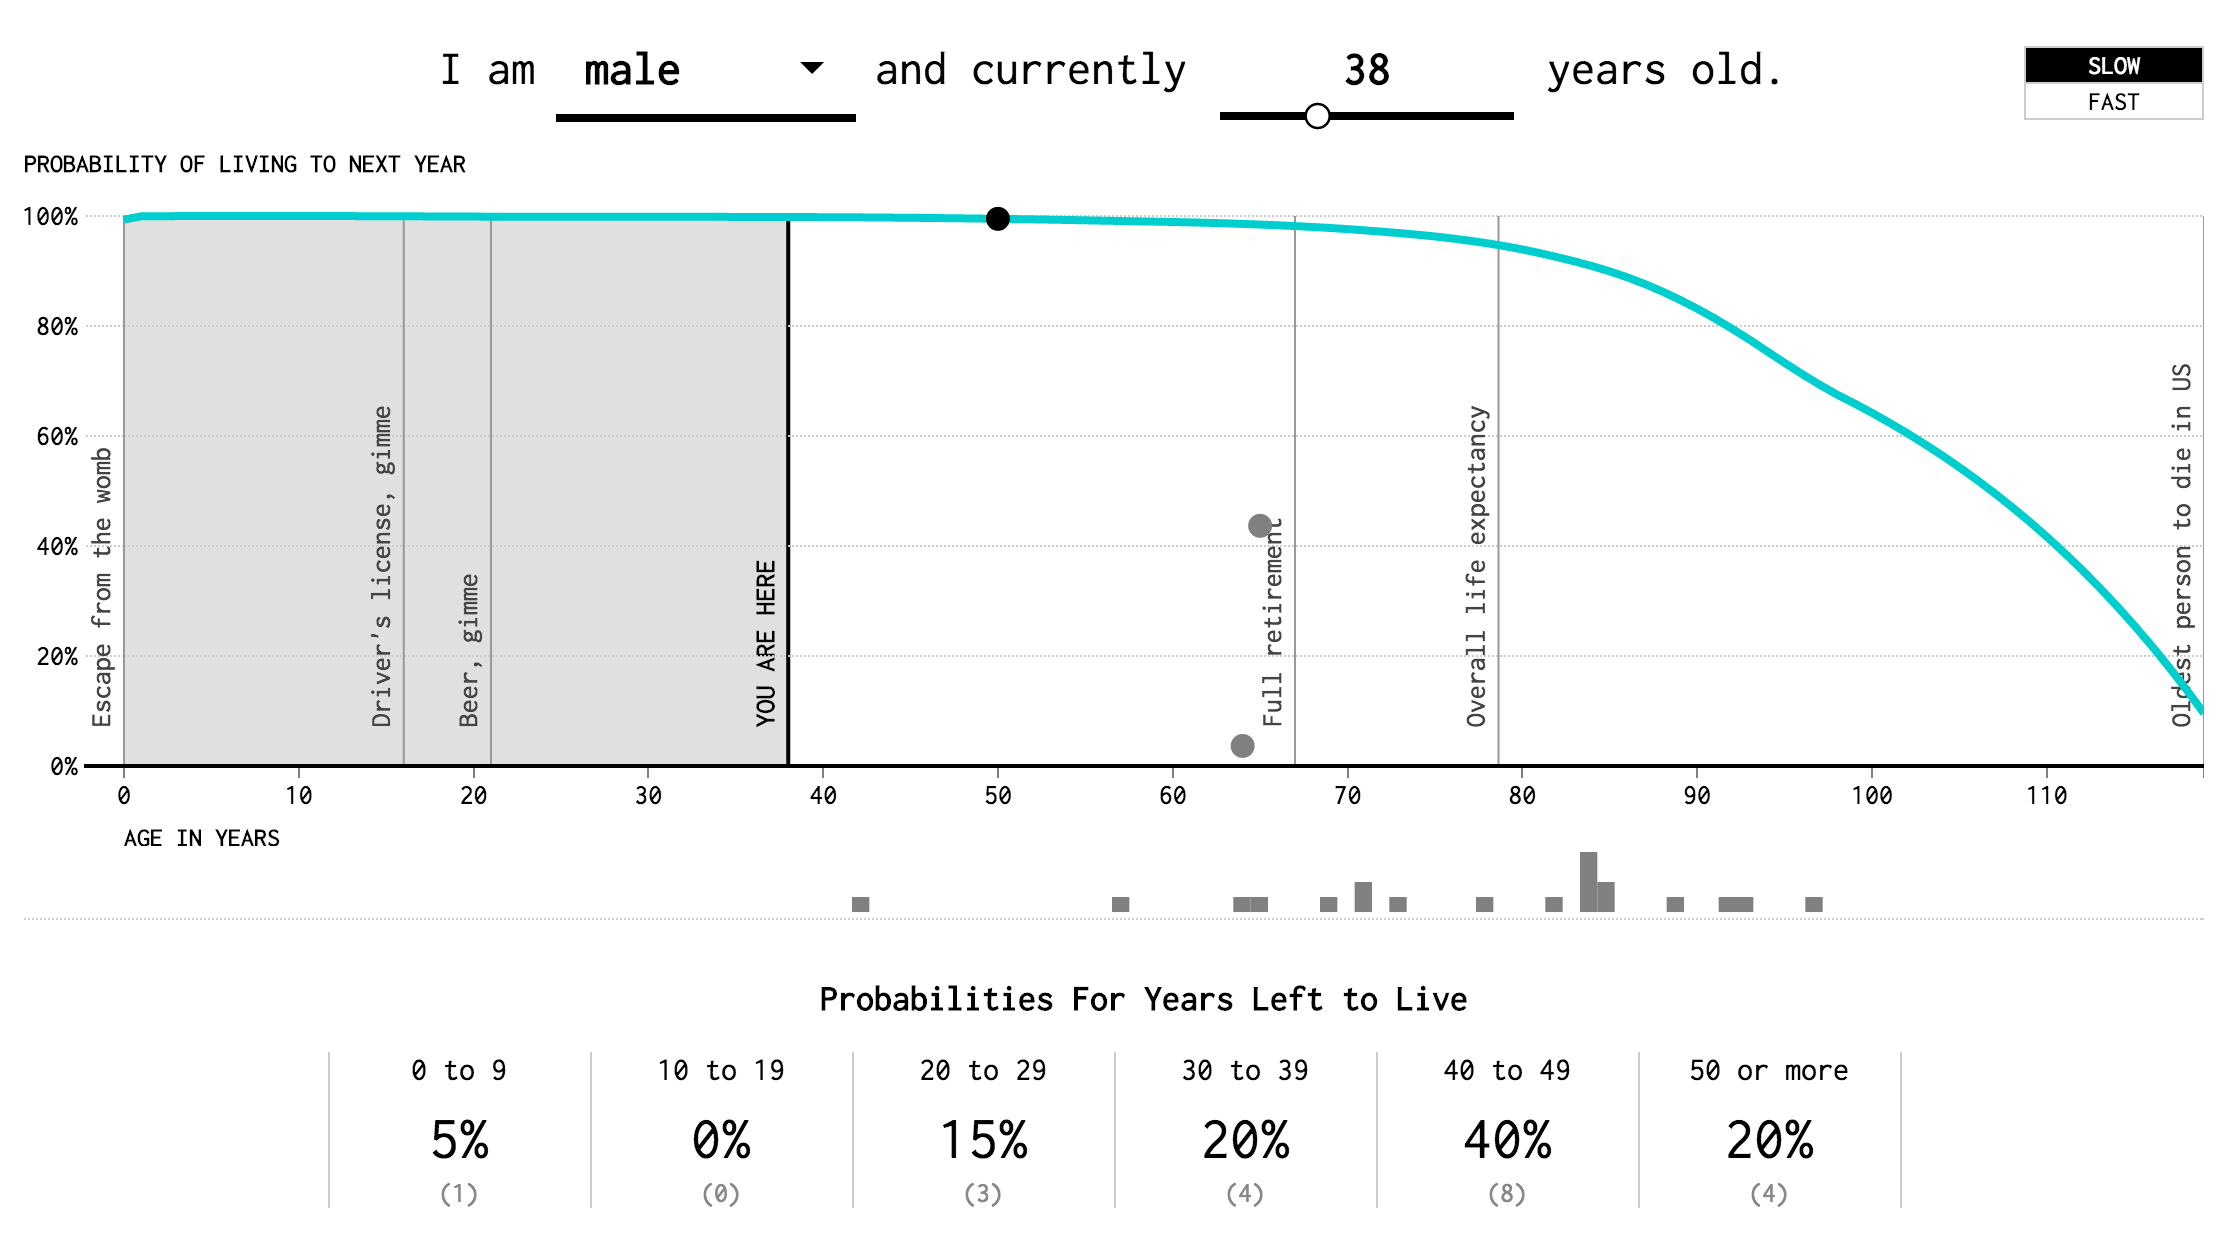 I am male and currently 38 years old.
SLOW
FAST
PROBABILITY OF LIVING TO NEXT YEAR
100%
80%
60%
40%
20%
0%
Escape from the womb
Driver's license, gimme
Beer, gimme
YOU ARE HERE
Full retirement
Overall life expectancy
Oldest person to die in US
0 10 20 30 40 50 60 70 80 90 100 110
AGE IN YEARS
Probabilities For Years Left to Live
0 to 9 10 to 19 20 to 29 30 to 39 40 to 49 50 or more
5% 0% 15% 20% 40% 20%
(1) (0) (3) (4) (8) (4)